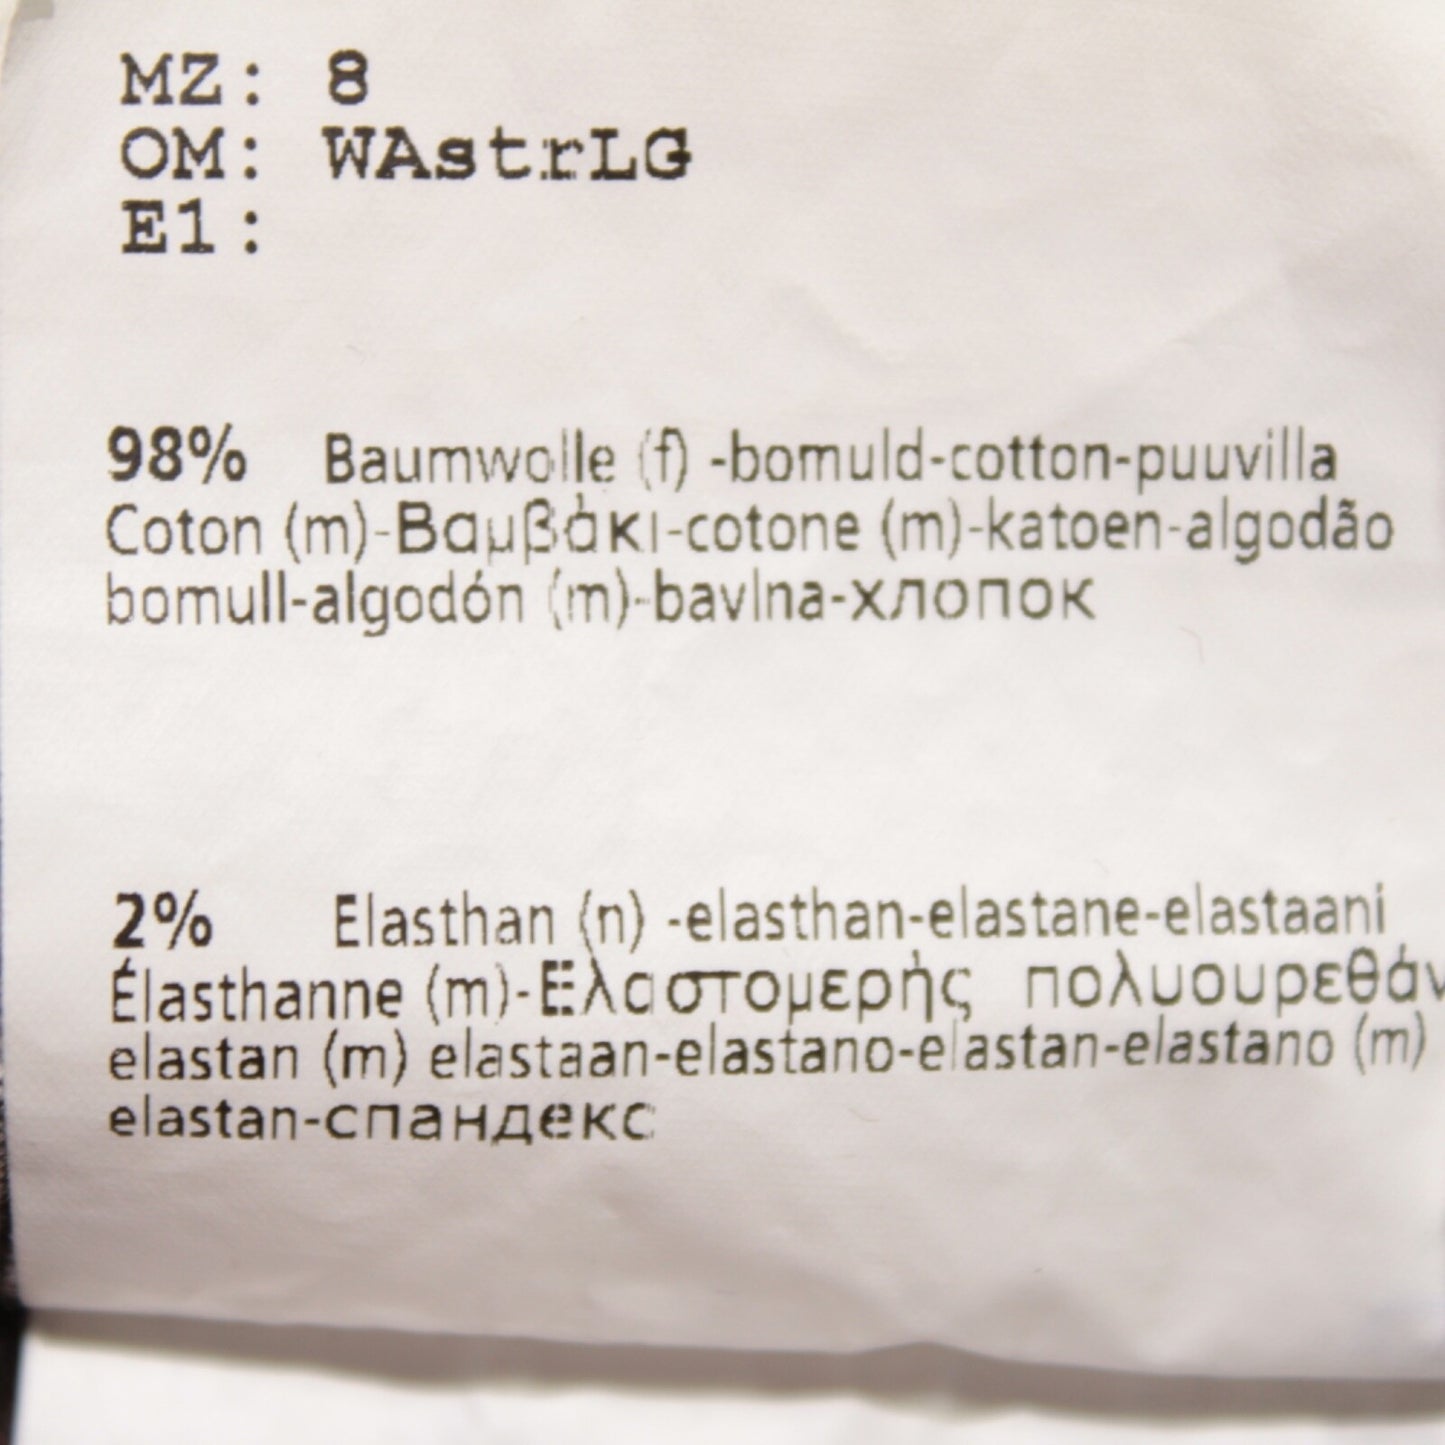 MZ: 8
OM: WAstrLG
E1:
98% Baumwolle (f) -bomuld-cotton-puuvilla
Coton (m)-Βαμβάκι-cotone (m)-katoen-algodão
bomull-algodón (m)-bavlna-хлопок
2% Elasthan (n) -elasthan-elastane-elastaani
Élasthanne (m)-Ελαστομερής πολυουρεθάν
elastan (m) elastaan-elastano-elastan-elastano (m)
elastan-спандекс